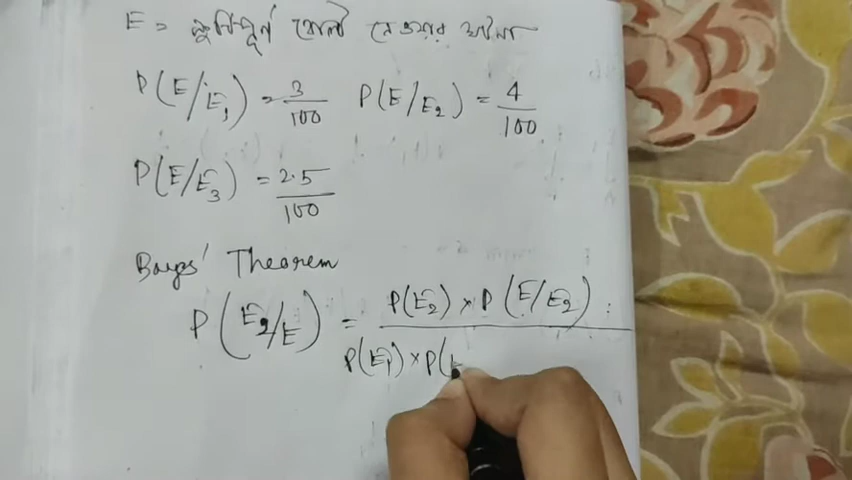 E = ত্রুটিপূর্ণ বোল্ট নেওয়ার ঘটনা
P(E/E₁) = 3/100 P(E/E₂) = 4/100
P(E/E₃) = 2.5/100
Bayes' Theorem
P(E₂/E) = P(E₂) × P(E/E₂)
P(E₁) × P(E